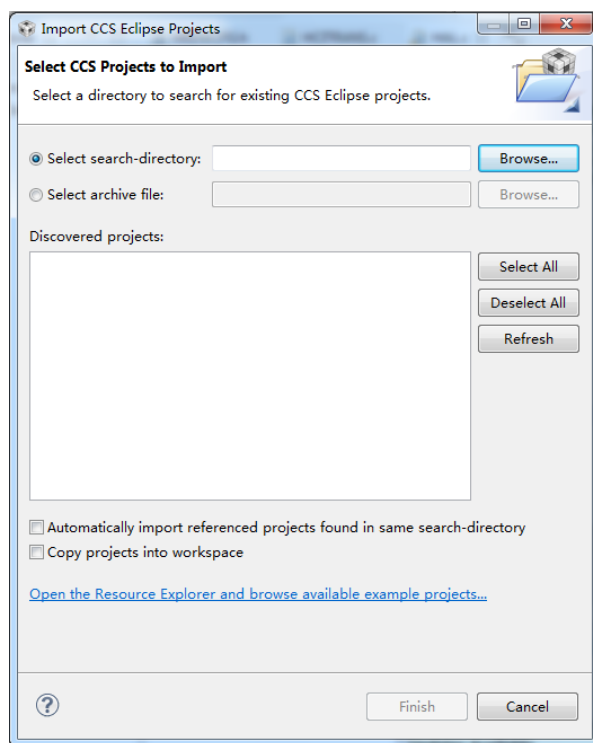 Import CCS Eclipse Projects
Select CCS Projects to Import
Select a directory to search for existing CCS Eclipse projects.
Select search-directory:
Browse...
Select archive file:
Browse...
Discovered projects:
Select All
Deselect All
Refresh
Automatically import referenced projects found in same search-directory
Copy projects into workspace
Open the Resource Explorer and browse available example projects...
?
Finish
Cancel